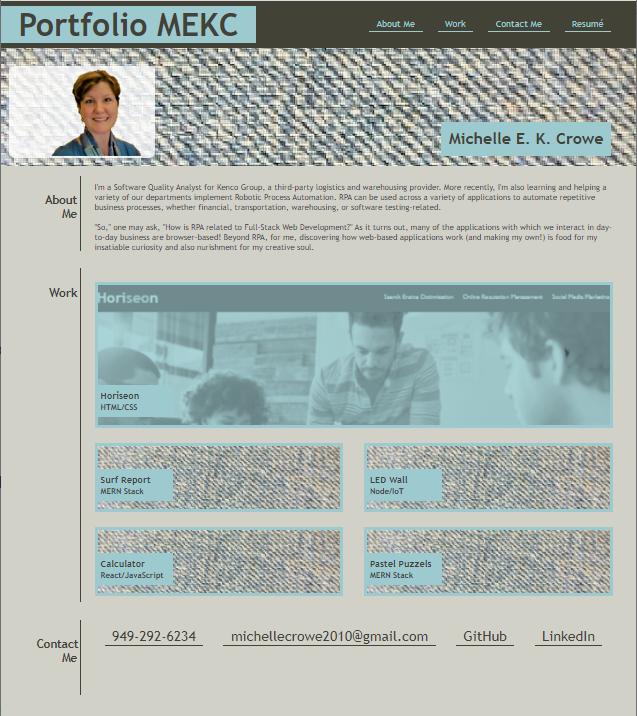 Portfolio MEKC
About Me Work Contact Me Resumé
Michelle E. K. Crowe
About
Me
I'm a Software Quality Analyst for Kenco Group, a third-party logistics and warehousing provider. More recently, I'm also learning and helping a
variety of our departments implement Robotic Process Automation. RPA can be used across a variety of applications to automate repetitive
business processes, whether financial, transportation, warehousing, or software testing-related.
"So," one may ask, "How is RPA related to Full-Stack Web Development?" As it turns out, many of the applications with which we interact in day-
to-day business are browser-based! Beyond RPA, for me, discovering how web-based applications work (and making my own!) is food for my
insatiable curiosity and also nurishment for my creative soul.
Work
Horiseon
Search Engine Optimization Online Reputation Management Social Media Marketing
Horiseon
HTML/CSS
Surf Report
MERN Stack
LED Wall
Node/IoT
Calculator
React/JavaScript
Pastel Puzzels
MERN Stack
Contact
Me
949-292-6234 michellecrowe2010@gmail.com GitHub LinkedIn